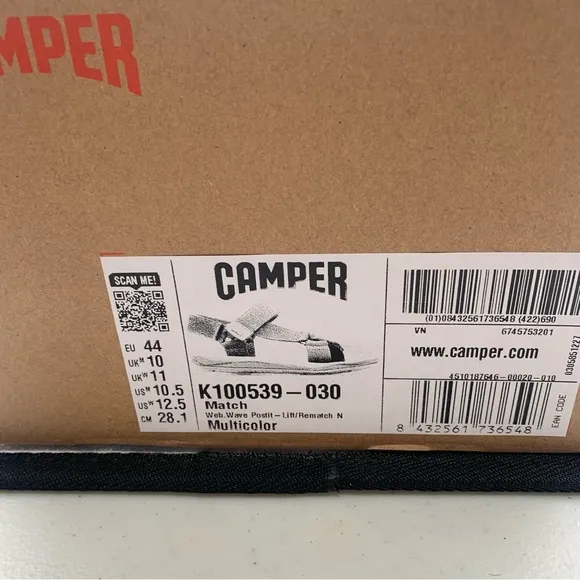 MPER
SCAN ME!
EU 44
UKᴹ 10
UKᵂ 11
USᴹ 10.5
USᵂ 12.5
CM 28.1
CAMPER
K100539-030
Match
Web Wave Postit-Lift/Rematch N
Multicolor
(01)08432561736548 (422)690
VN 6745753201
www.camper.com
4510187646-00020-010
8 432561 736548
EAN CODE
0305051227